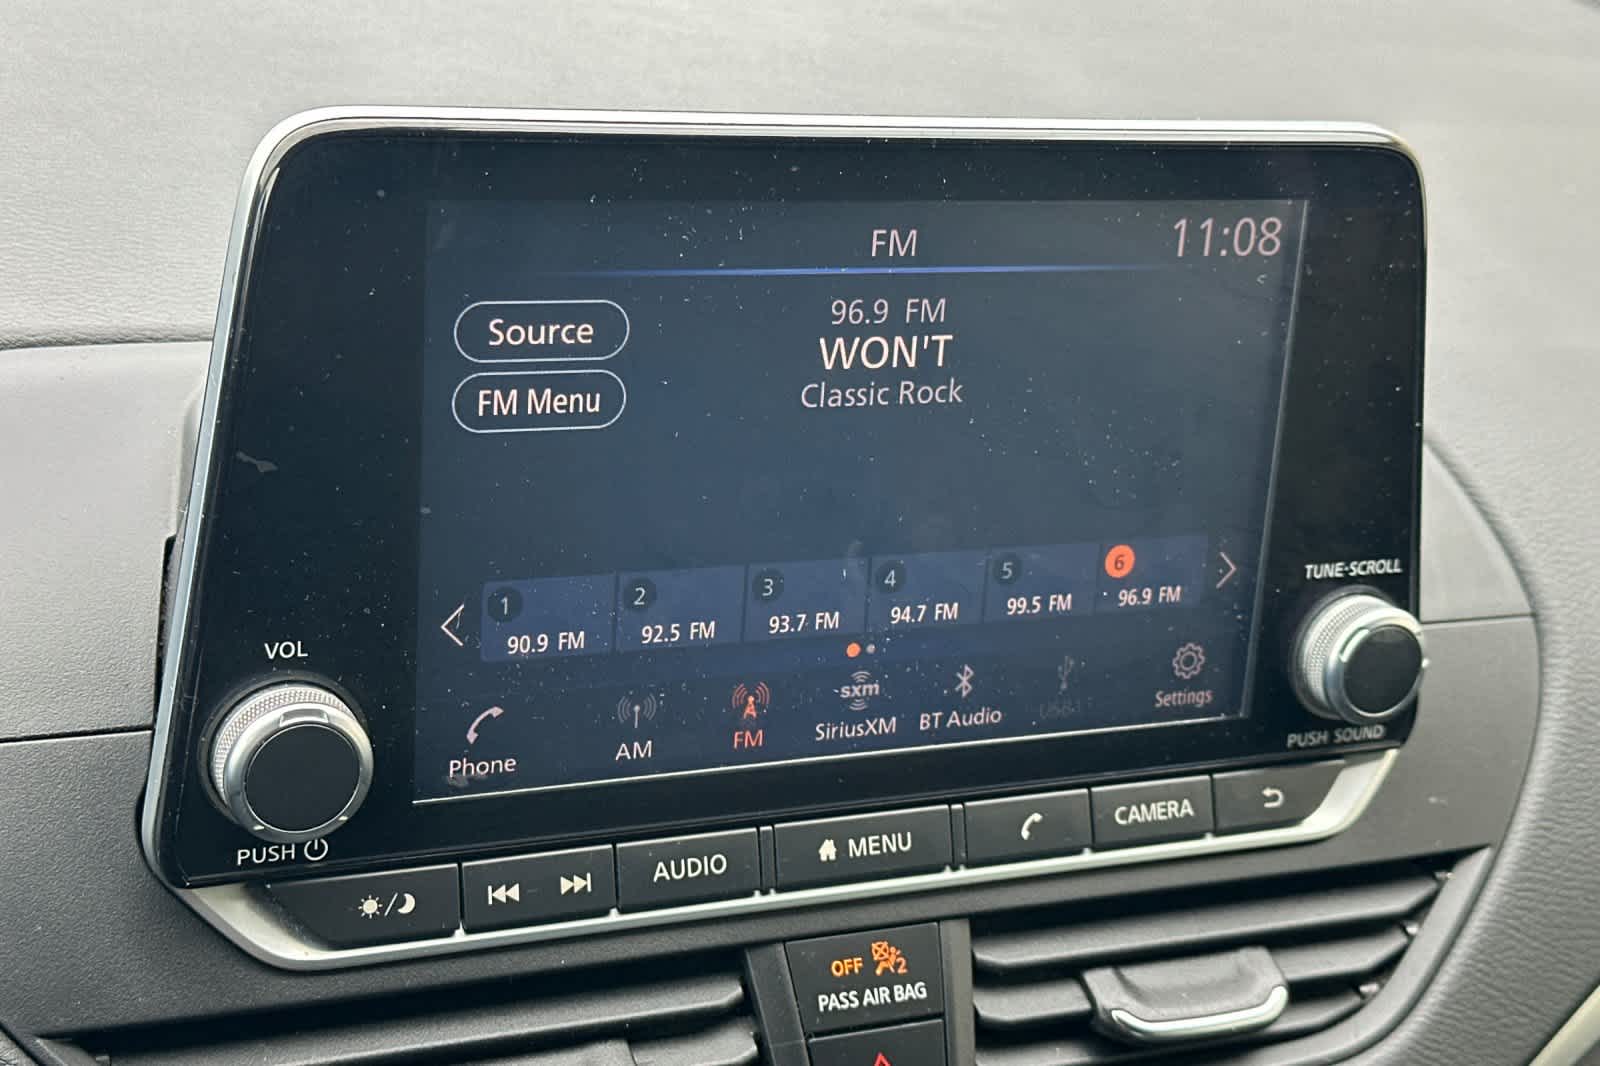 FM
11:08
Source
96.9 FM
WON'T
FM Menu
Classic Rock
1
2
3
4
5
6
90.9 FM
92.5 FM
93.7 FM
94.7 FM
99.5 FM
96.9 FM
TUNE·SCROLL
VOL
sxm
Phone
AM
FM
SiriusXM
BT Audio
Settings
PUSH SOUND
PUSH
AUDIO
MENU
CAMERA
OFF
2
PASS AIR BAG